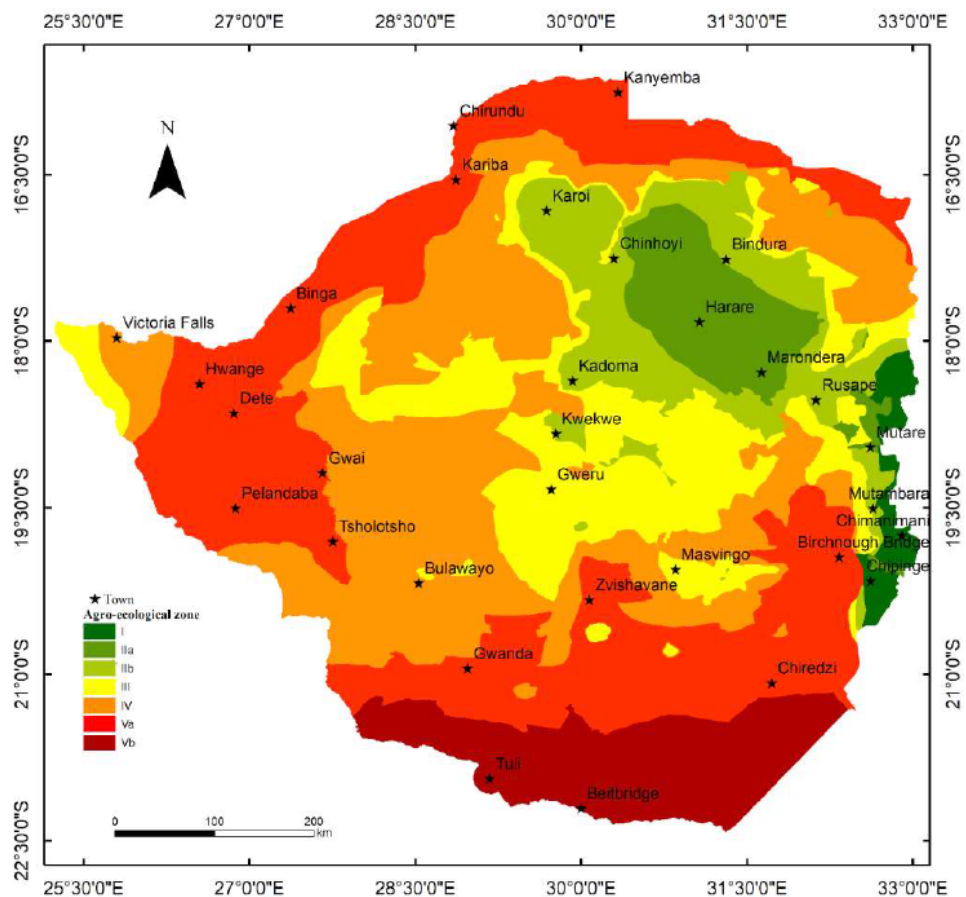 25°30'0"E 27°0'0"E 28°30'0"E 30°0'0"E 31°30'0"E 33°0'0"E
Kanyemba
Chirundu
N
16°30'0"S
Kariba
16°30'0"S
Karoi
Chinhoyi
Bindura
Binga
Harare
Victoria Falls
18°0'0"S
18°0'0"S
Marondera
Hwange
Kadoma
Rusape
Dete
Kwekwe
Mutare
Gwai
Gweru
19°30'0"S
Pelandaba
Mutambara
19°30'0"S
Chimanimani
Tsholotsho
Birchnough Bridge
Masvingo
Bulawayo
Chipinge
Zvishavane
Town
Agro-ecological zone
I
IIa
IIb
III
IV
Va
Vb
Gwanda
21°0'0"S
Chiredzi
21°0'0"S
Tuli
Beitbridge
0 100 200
km
22°30'0"S
22°30'0"S
25°30'0"E 27°0'0"E 28°30'0"E 30°0'0"E 31°30'0"E 33°0'0"E